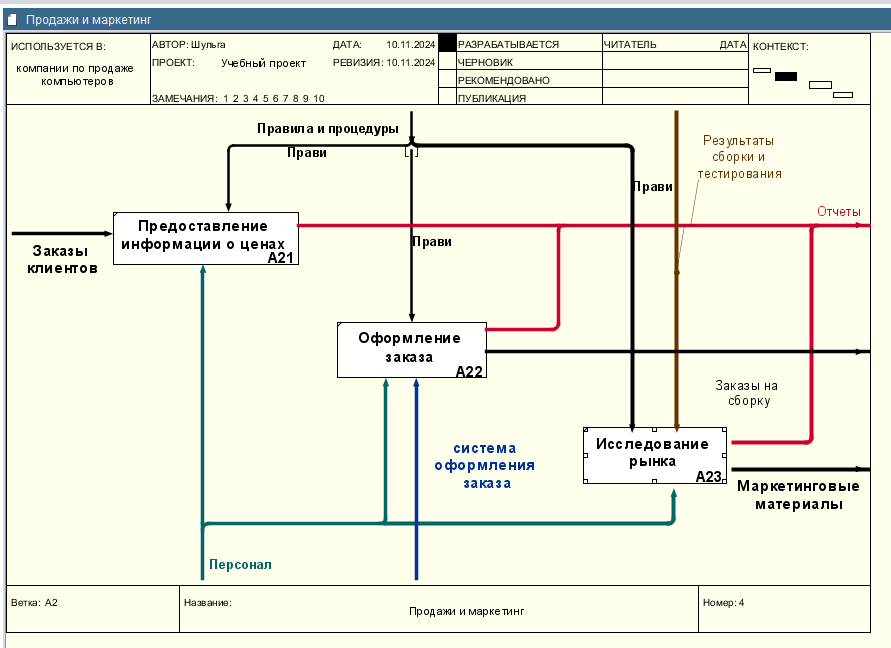 Продажи и маркетинг
ИСПОЛЬЗУЕТСЯ В:
компании по продаже
компьютеров
АВТОР: Шульга
ДАТА: 10.11.2024
ПРОЕКТ: Учебный проект
РЕВИЗИЯ: 10.11.2024
ЗАМЕЧАНИЯ: 1 2 3 4 5 6 7 8 9 10
РАЗРАБАТЫВАЕТСЯ
ЧЕРНОВИК
РЕКОМЕНДОВАНО
ПУБЛИКАЦИЯ
ЧИТАТЕЛЬ
ДАТА
КОНТЕКСТ:
Правила и процедуры
Прави
Результаты
сборки и
тестирования
Прави
Отчеты
Предоставление
информации о ценах
A21
Заказы
клиентов
Прави
Оформление
заказа
A22
Заказы на
сборку
система
оформления
заказа
Исследование
рынка
A23
Маркетинговые
материалы
Персонал
Ветка: A2
Название:
Продажи и маркетинг
Номер: 4